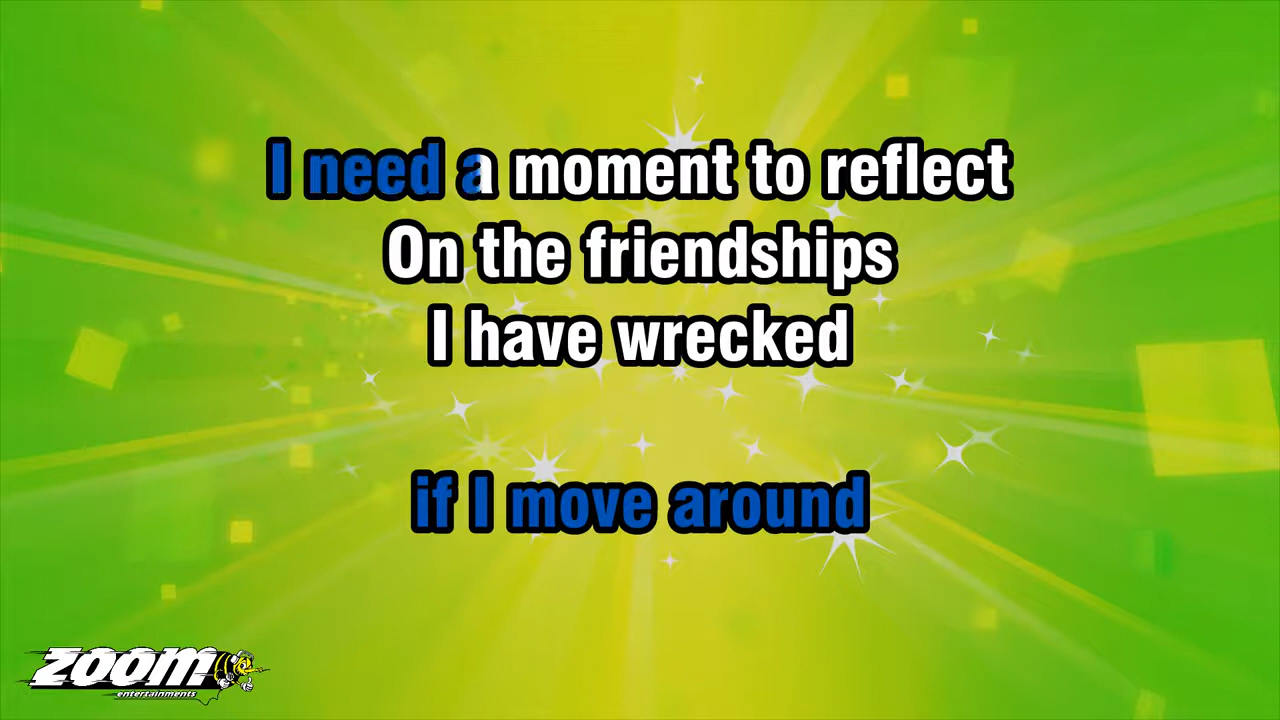 I need a moment to reflect
On the friendships
I have wrecked
if I move around
zoom
entertainments